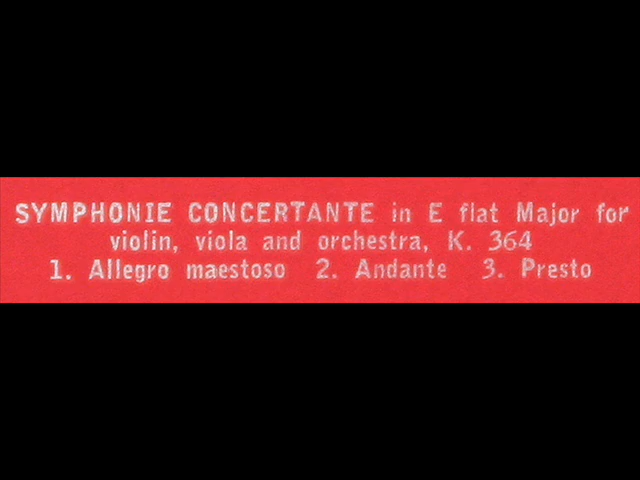 SYMPHONIE CONCERTANTE in E flat Major for
violin, viola and orchestra, K. 364
1. Allegro maestoso 2. Andante 3. Presto